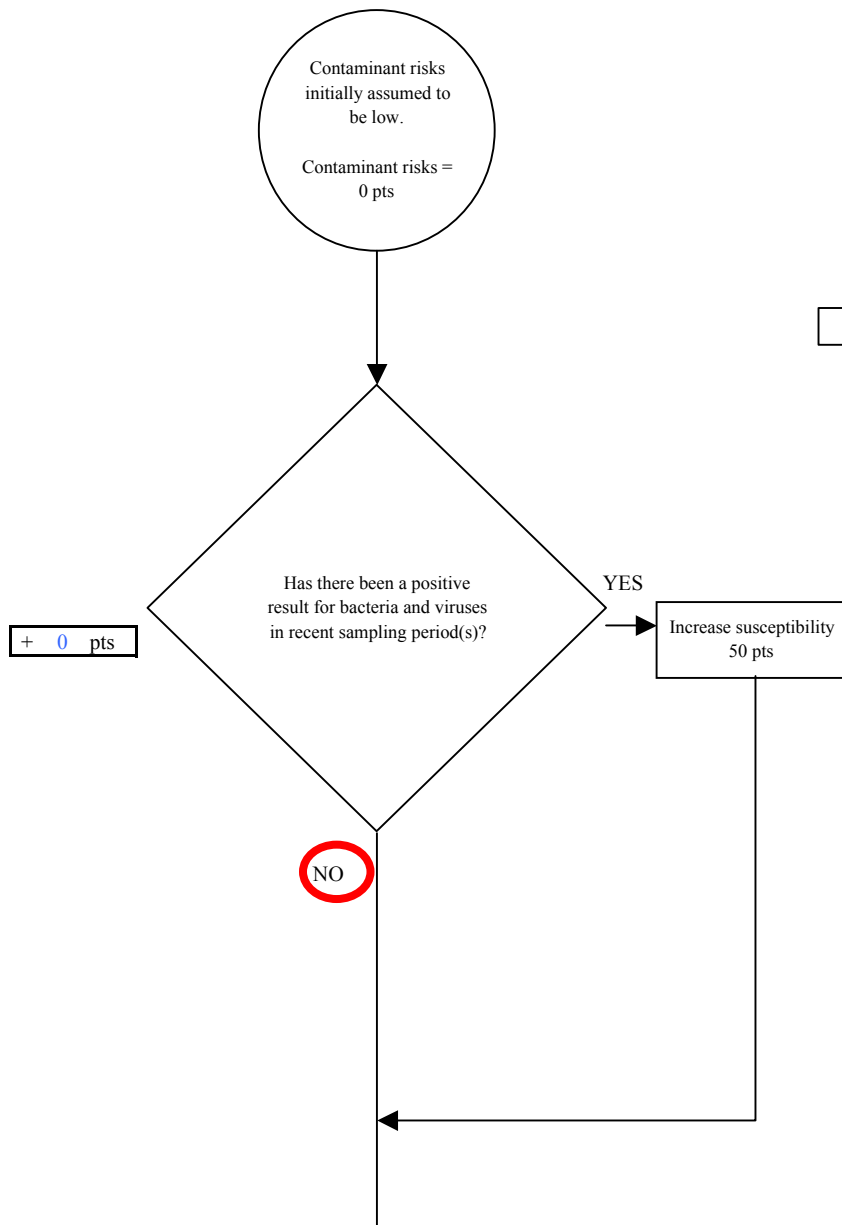 Contaminant risks
initially assumed to
be low.
Contaminant risks =
0 pts
Has there been a positive
result for bacteria and viruses
in recent sampling period(s)?
YES
Increase susceptibility
50 pts
+ 0 pts
NO